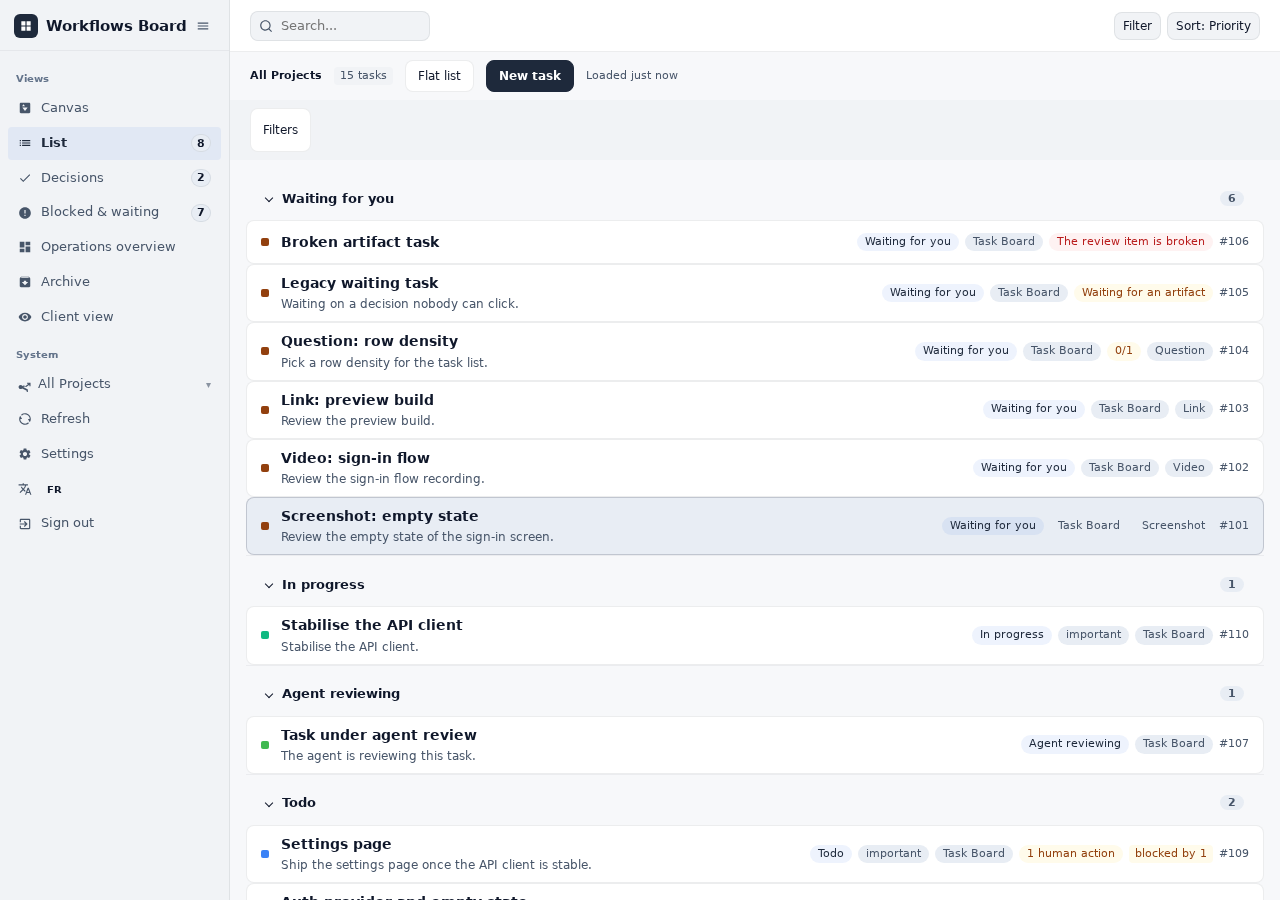 Workflows Board
Search...
Filter
Sort: Priority
All Projects
15 tasks
Flat list
New task
Loaded just now
Filters
Views
Canvas
List 8
Decisions 2
Blocked & waiting 7
Operations overview
Archive
Client view
System
All Projects
Refresh
Settings
FR
Sign out
Waiting for you 6
Broken artifact task
Waiting for you Task Board The review item is broken #106
Legacy waiting task
Waiting on a decision nobody can click.
Waiting for you Task Board Waiting for an artifact #105
Question: row density
Pick a row density for the task list.
Waiting for you Task Board 0/1 Question #104
Link: preview build
Review the preview build.
Waiting for you Task Board Link #103
Video: sign-in flow
Review the sign-in flow recording.
Waiting for you Task Board Video #102
Screenshot: empty state
Review the empty state of the sign-in screen.
Waiting for you Task Board Screenshot #101
In progress 1
Stabilise the API client
Stabilise the API client.
In progress important Task Board #110
Agent reviewing 1
Task under agent review
The agent is reviewing this task.
Agent reviewing Task Board #107
Todo 2
Settings page
Ship the settings page once the API client is stable.
Todo important Task Board 1 human action blocked by 1 #109
Auth provider and empty state